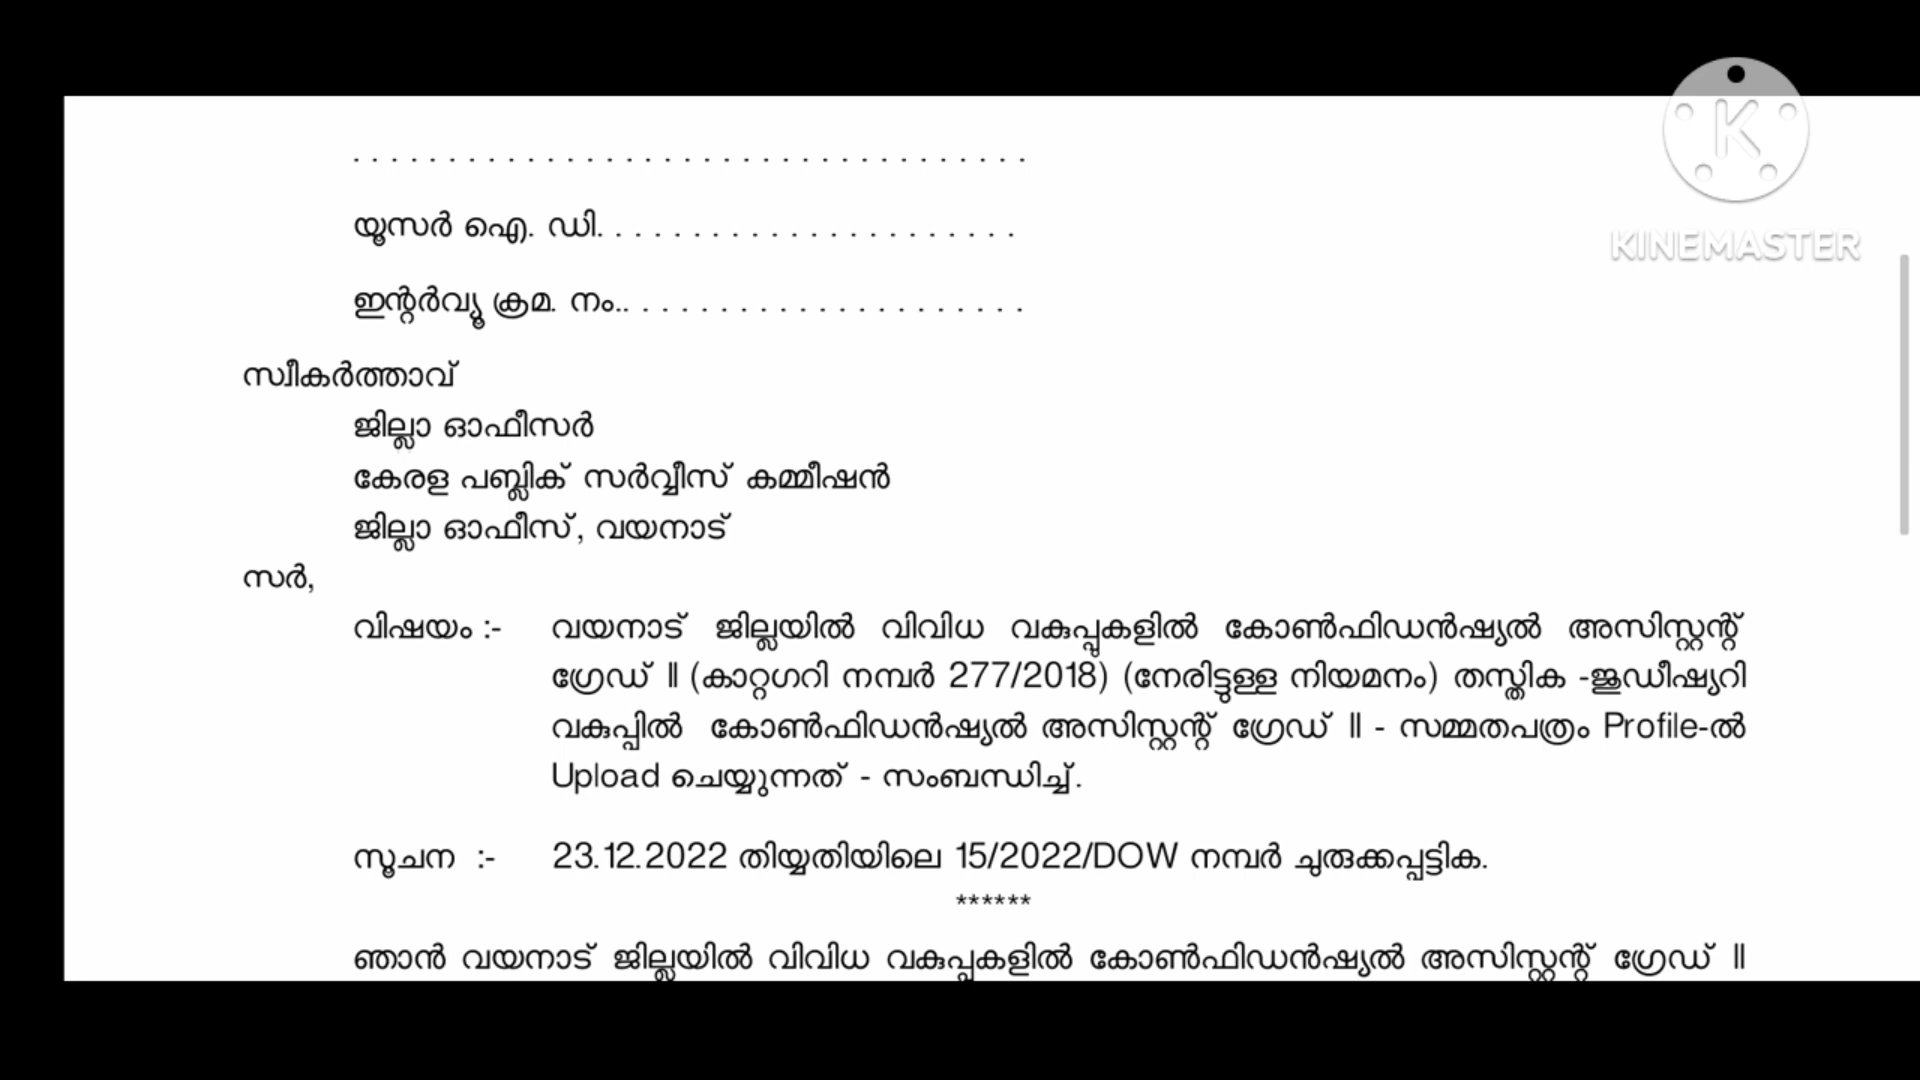 . . . . . . . . . . . . . . . . . . . . . . . . . . . . . . . . . . .
യൂസർ ഐ. ഡി. . . . . . . . . . . . . . . . . . . . . .
ഇന്റർവ്യൂ ക്രമ. നം.. . . . . . . . . . . . . . . . . . . . .
സ്വീകർത്താവ്
ജില്ലാ ഓഫീസർ
കേരള പബ്ലിക് സർവ്വീസ് കമ്മീഷൻ
ജില്ലാ ഓഫീസ്, വയനാട്
സർ,
വിഷയം :- വയനാട് ജില്ലയിൽ വിവിധ വകുപ്പുകളിൽ കോൺഫിഡൻഷ്യൽ അസിസ്റ്റന്റ്
ഗ്രേഡ് II (കാറ്റഗറി നമ്പർ 277/2018) (നേരിട്ടുള്ള നിയമനം) തസ്തിക -ജുഡീഷ്യറി
വകുപ്പിൽ കോൺഫിഡൻഷ്യൽ അസിസ്റ്റന്റ് ഗ്രേഡ് II - സമ്മതപത്രം Profile-ൽ
Upload ചെയ്യുന്നത് - സംബന്ധിച്ച്.
സൂചന :- 23.12.2022 തിയ്യതിയിലെ 15/2022/DOW നമ്പർ ചുരുക്കപ്പട്ടിക.
******
ഞാൻ വയനാട് ജില്ലയിൽ വിവിധ വകുപ്പുകളിൽ കോൺഫിഡൻഷ്യൽ അസിസ്റ്റന്റ് ഗ്രേഡ് II
K
KINEMASTER